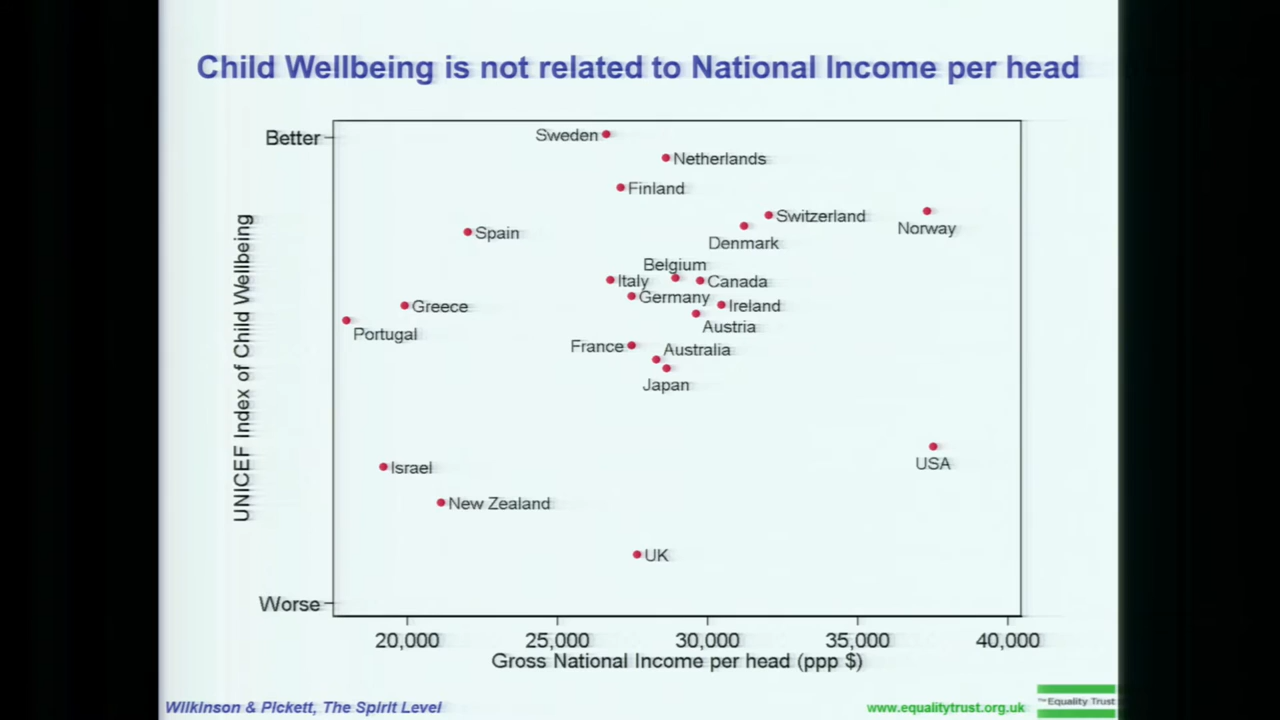 Child Wellbeing is not related to National Income per head
Better
Sweden
Netherlands
Finland
Switzerland
Norway
Spain
Denmark
Belgium
Italy
Canada
Germany
Greece
Ireland
Portugal
Austria
France
Australia
Japan
USA
Israel
New Zealand
UK
Worse
UNICEF Index of Child Wellbeing
20,000
25,000
30,000
35,000
40,000
Gross National Income per head (ppp $)
Wilkinson & Pickett, The Spirit Level
www.equalitytrust.org.uk
The Equality Trust